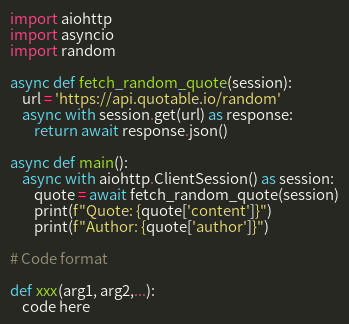 import aiohttp
import asyncio
import random

async def fetch_random_quote(session):
    url = 'https://api.quotable.io/random'
    async with session.get(url) as response:
        return await response.json()

async def main():
    async with aiohttp.ClientSession() as session:
        quote = await fetch_random_quote(session)
        print(f"Quote: {quote['content']}")
        print(f"Author: {quote['author']}")

# Code format

def xxx(arg1, arg2,...):
    code here